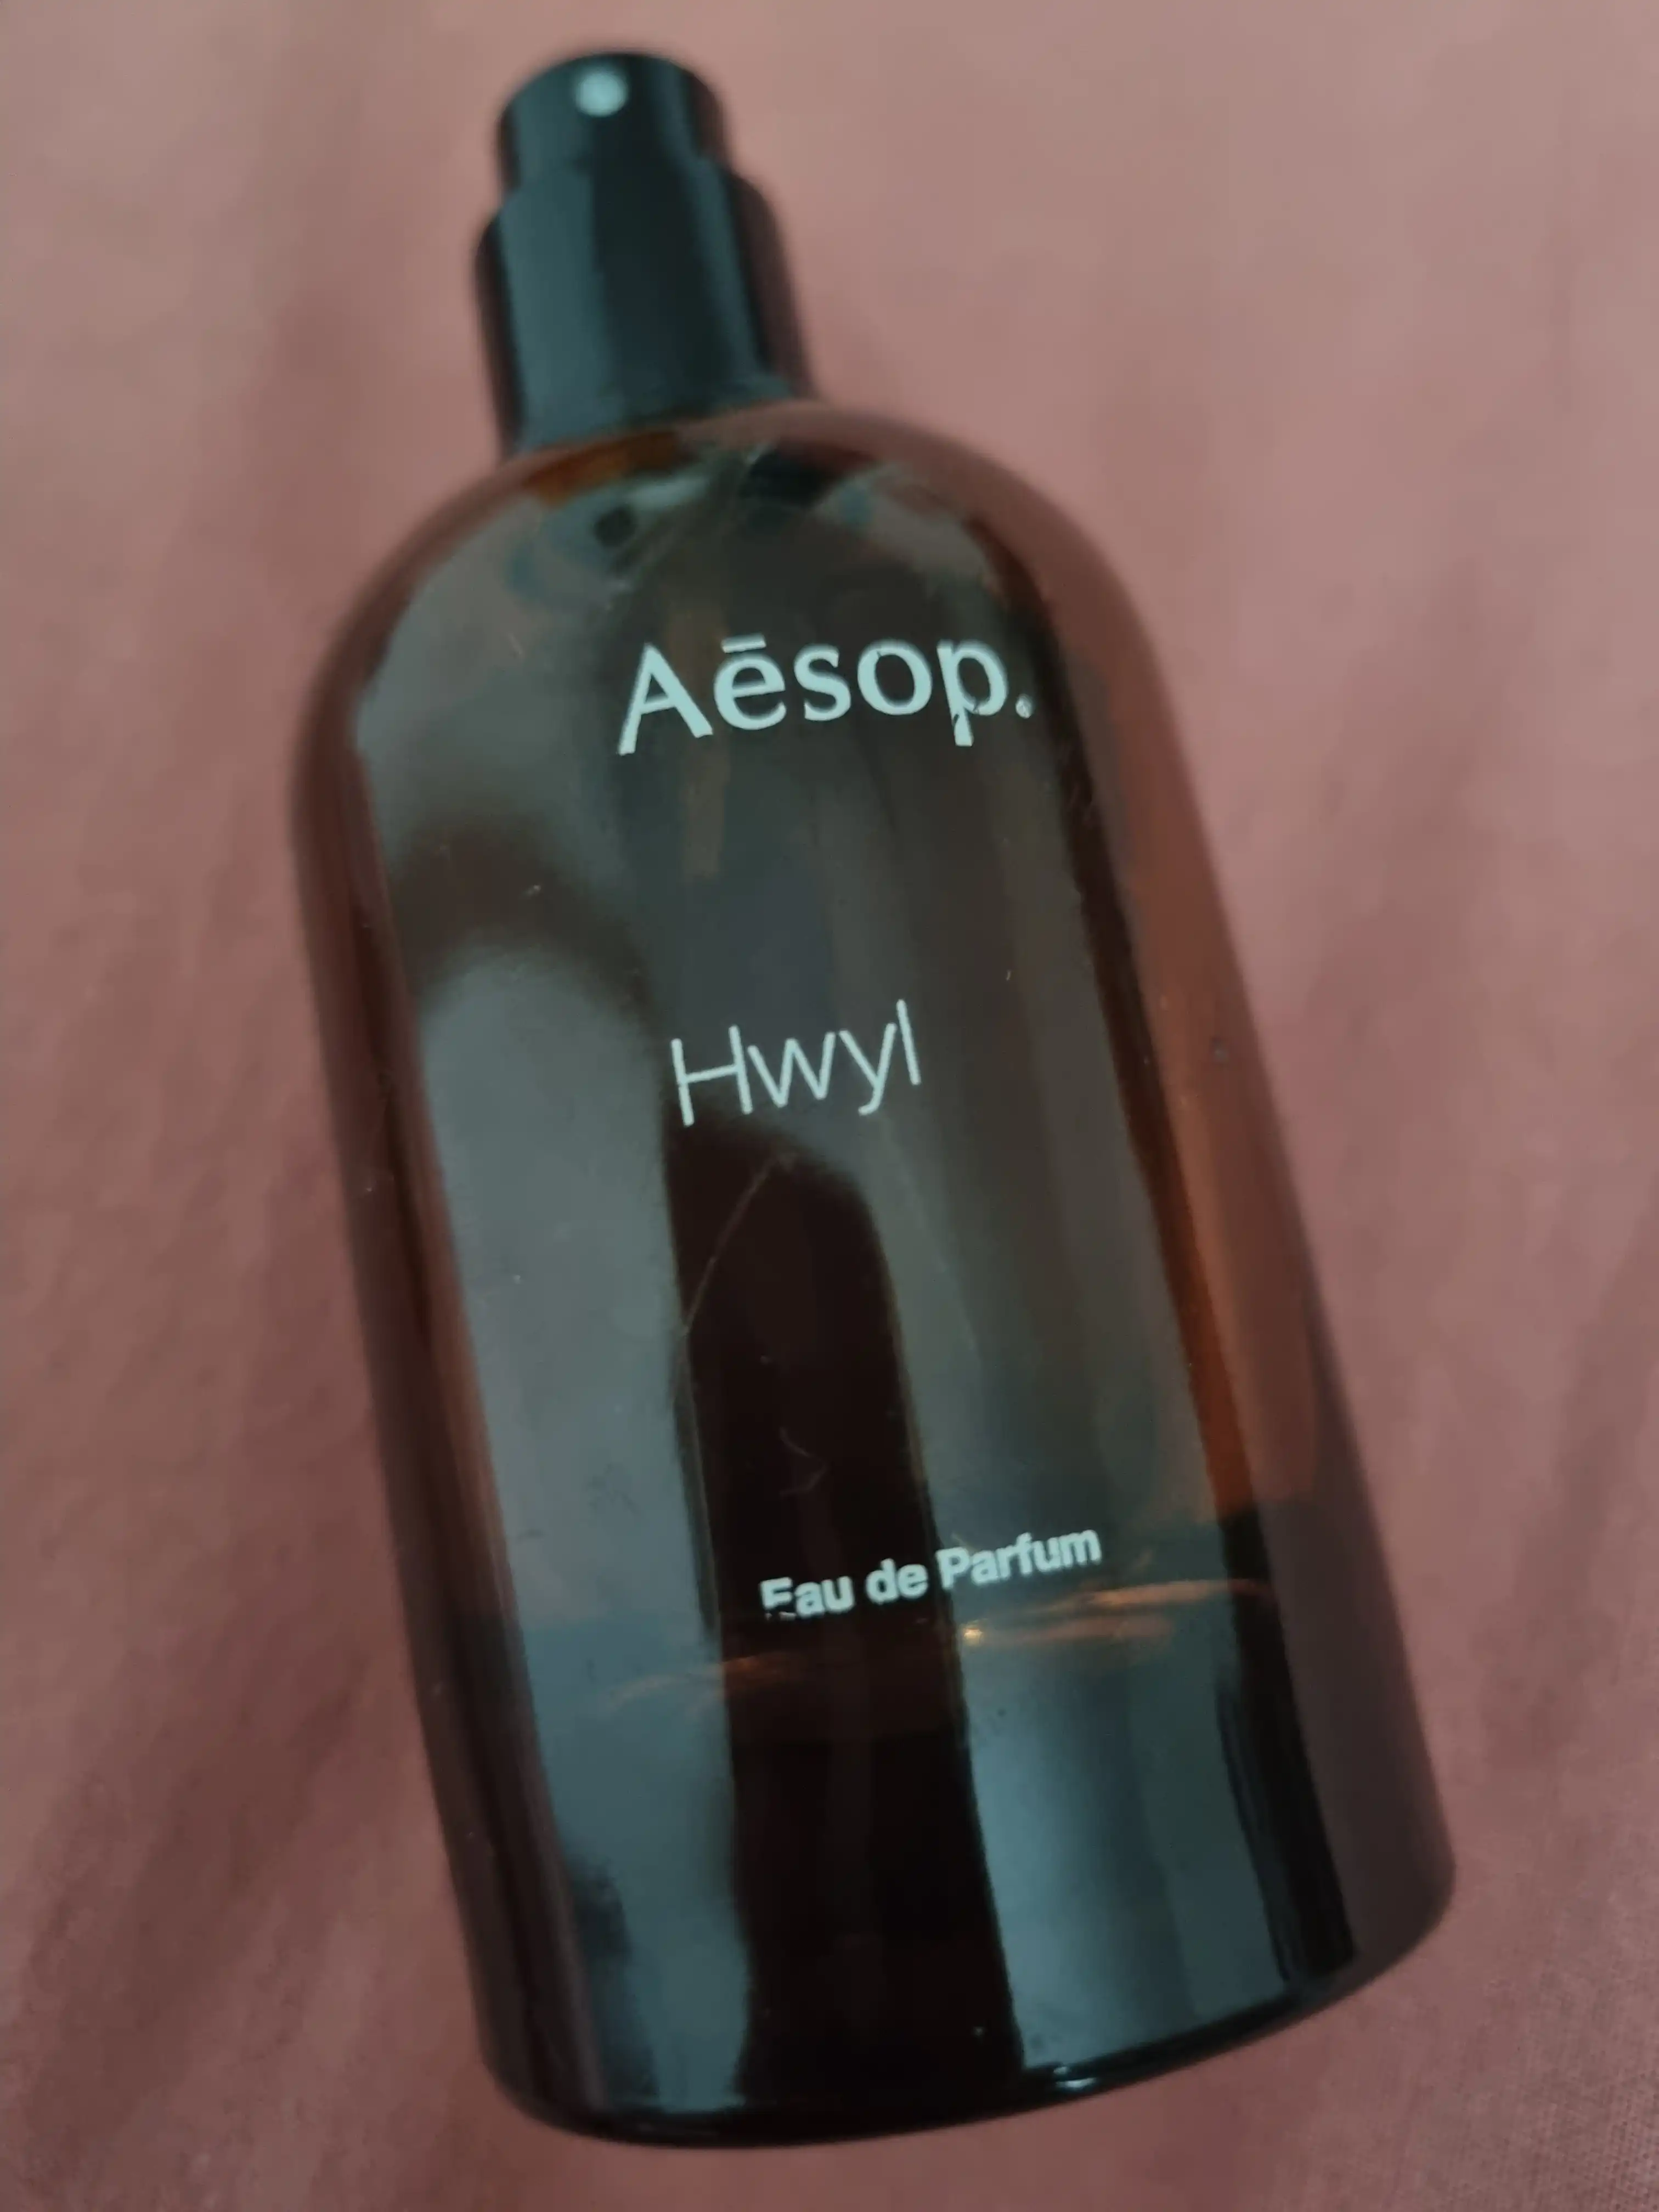 Aēsop.
Hwyl
Eau de Parfum